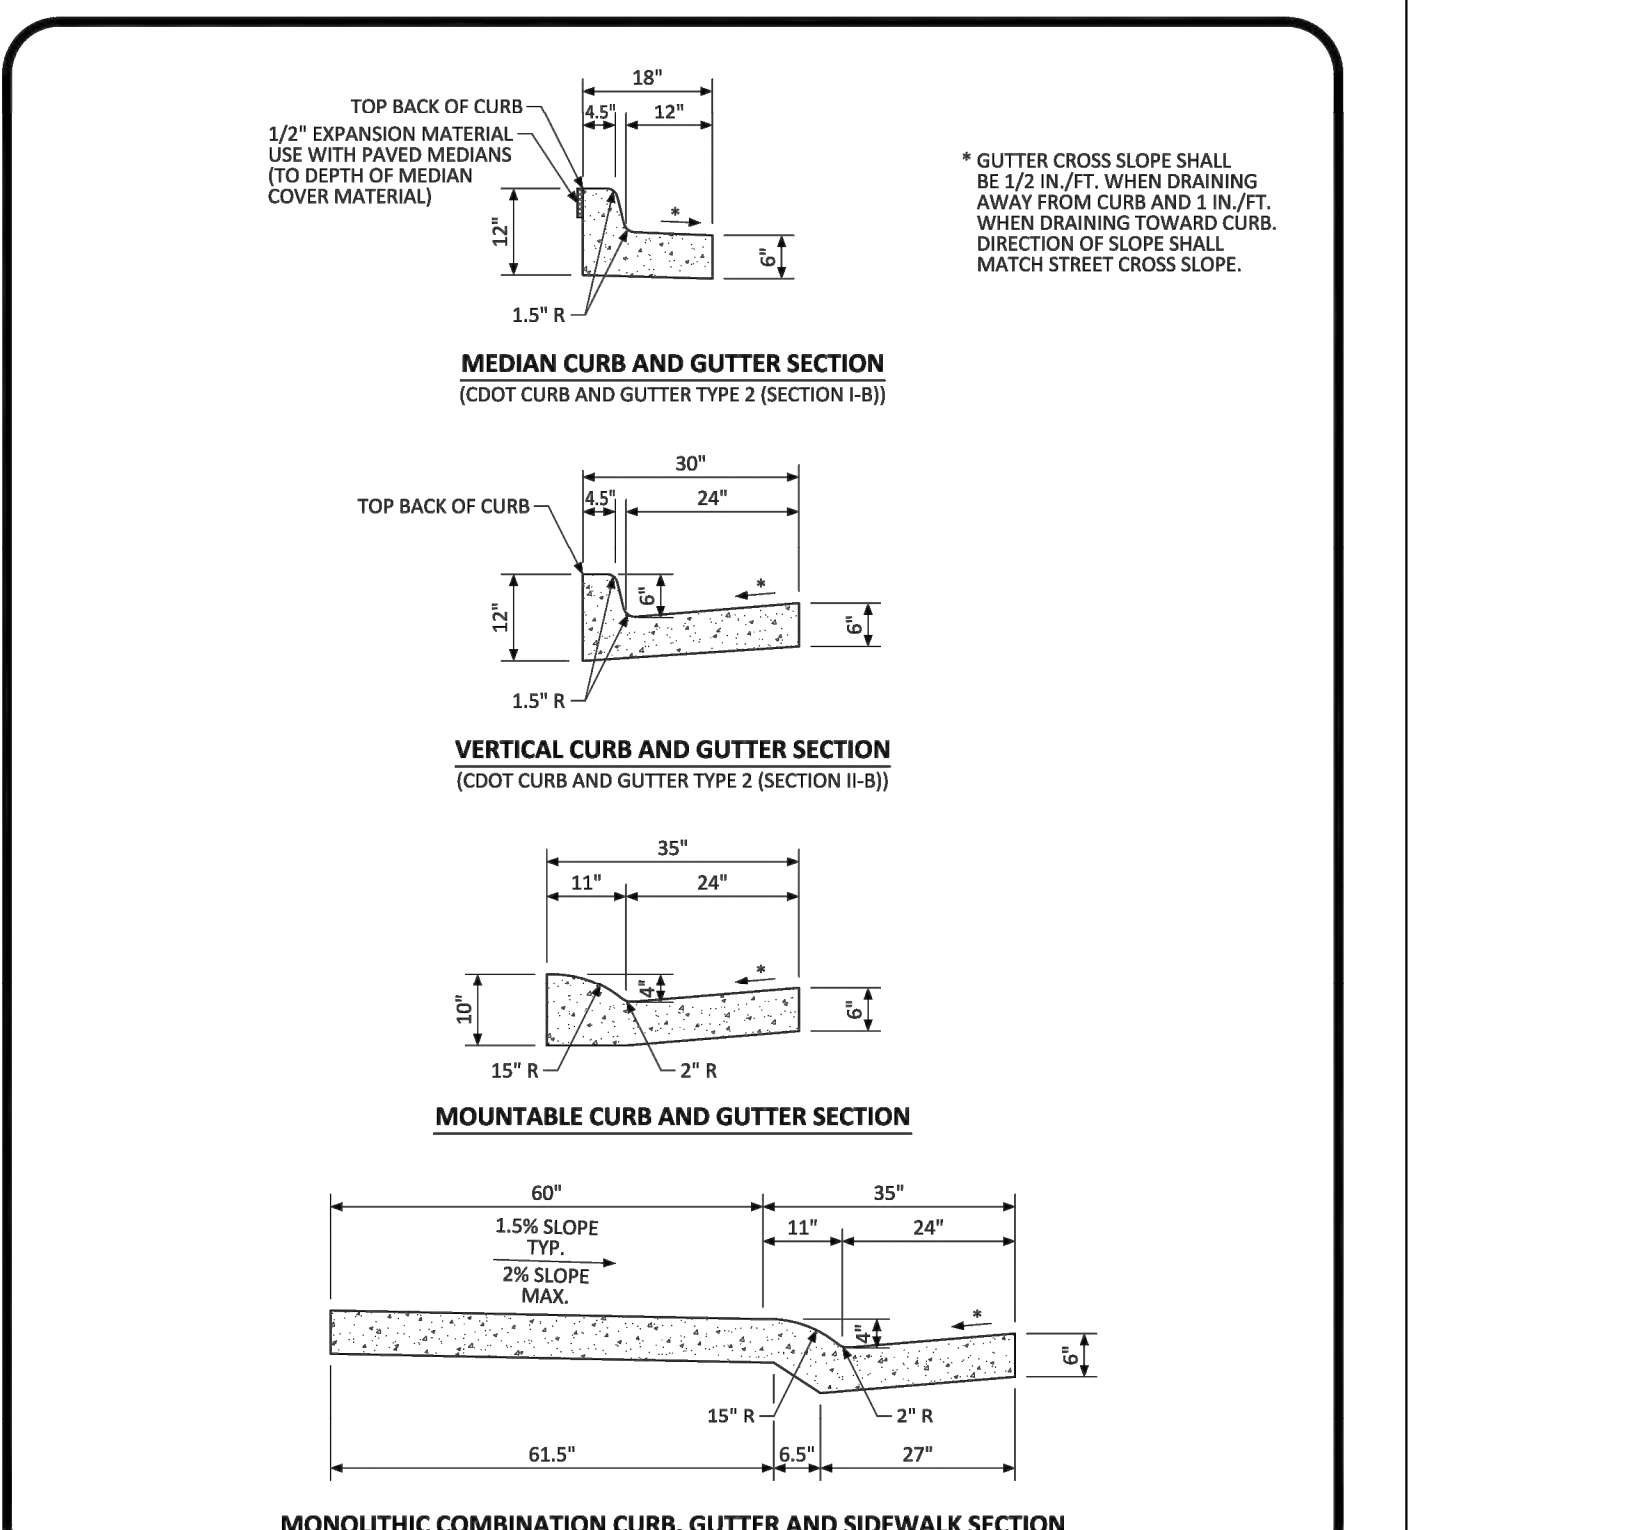 18"
TOP BACK OF CURB
4.5"
12"
1/2" EXPANSION MATERIAL
USE WITH PAVED MEDIANS
(TO DEPTH OF MEDIAN
COVER MATERIAL)
* GUTTER CROSS SLOPE SHALL
BE 1/2 IN./FT. WHEN DRAINING
AWAY FROM CURB AND 1 IN./FT.
WHEN DRAINING TOWARD CURB.
DIRECTION OF SLOPE SHALL
MATCH STREET CROSS SLOPE.
12"
*
6"
1.5" R
MEDIAN CURB AND GUTTER SECTION
(CDOT CURB AND GUTTER TYPE 2 (SECTION I-B))
30"
TOP BACK OF CURB
4.5"
24"
12"
6"
*
6"
1.5" R
VERTICAL CURB AND GUTTER SECTION
(CDOT CURB AND GUTTER TYPE 2 (SECTION II-B))
35"
11"
24"
10"
4"
*
6"
15" R
2" R
MOUNTABLE CURB AND GUTTER SECTION
60"
35"
1.5% SLOPE
TYP.
2% SLOPE
MAX.
11"
24"
4"
*
6"
15" R
2" R
61.5"
6.5"
27"
MONOLITHIC COMBINATION CURB, GUTTER AND SIDEWALK SECTION